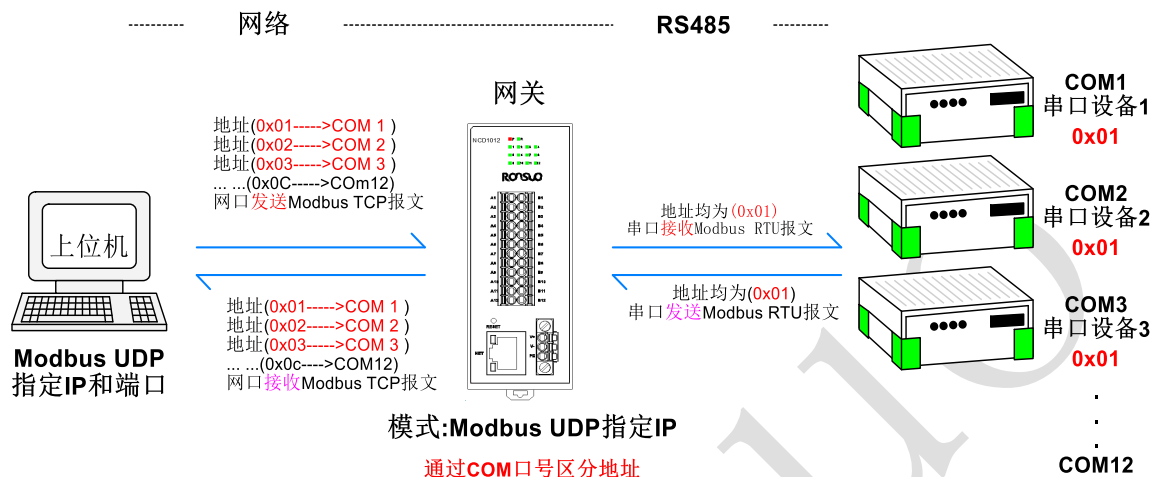 网络
RS485
网关
地址(0x01----->COM 1 )
地址(0x02----->COM 2 )
地址(0x03----->COM 3 )
... ...(0x0C----->COm12)
网口发送Modbus TCP报文
上位机
Modbus UDP
指定IP和端口
地址(0x01----->COM 1 )
地址(0x02----->COM 2 )
地址(0x03----->COM 3 )
... ...(0x0c---->COM12)
网口接收Modbus TCP报文
NCD1012
RESET
NET
V+
V-
PG
模式:Modbus UDP指定IP
通过COM口号区分地址
地址均为(0x01)
串口接收Modbus RTU报文
地址均为(0x01)
串口发送Modbus RTU报文
COM1
串口设备1
0x01
COM2
串口设备2
0x01
COM3
串口设备3
0x01
COM12